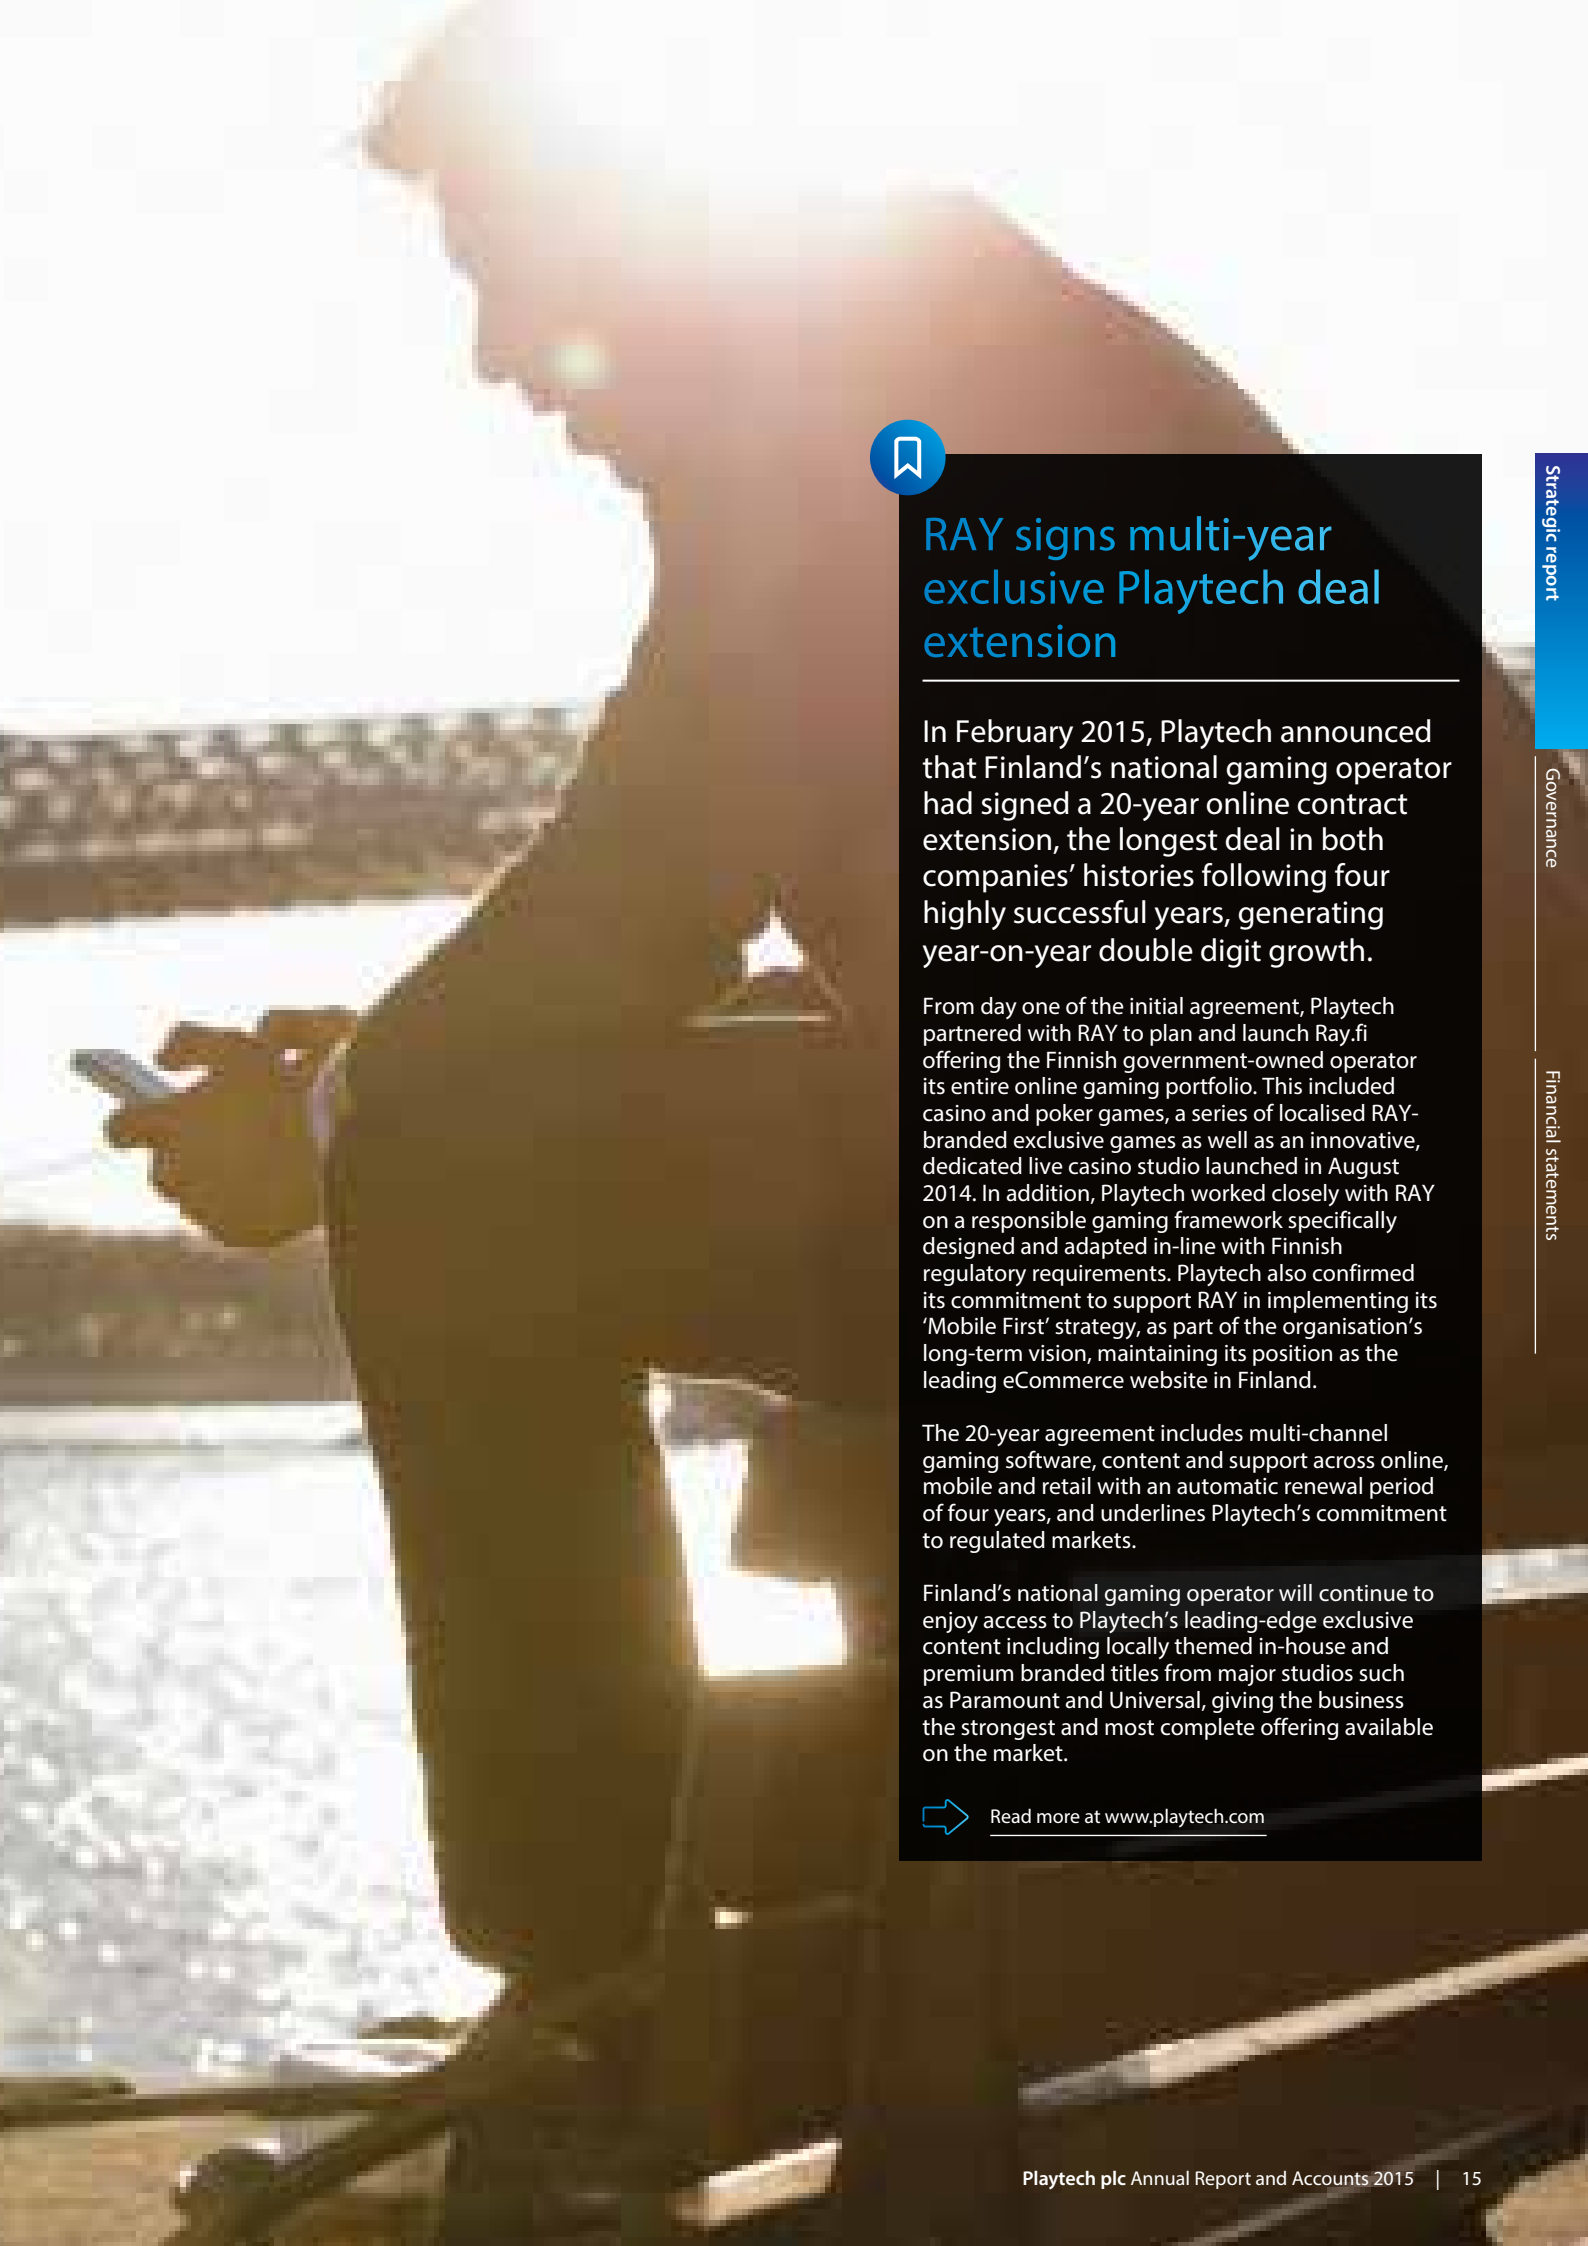 RAY signs multi-year
exclusive Playtech deal
extension
In February 2015, Playtech announced
that Finland’s national gaming operator
had signed a 20-year online contract
extension, the longest deal in both
companies’ histories following four
highly successful years, generating
year-on-year double digit growth.
From day one of the initial agreement, Playtech
partnered with RAY to plan and launch Ray.fi
offering the Finnish government-owned operator
its entire online gaming portfolio. This included
casino and poker games, a series of localised RAY-
branded exclusive games as well as an innovative,
dedicated live casino studio launched in August
2014. In addition, Playtech worked closely with RAY
on a responsible gaming framework specifically
designed and adapted in-line with Finnish
regulatory requirements. Playtech also confirmed
its commitment to support RAY in implementing its
‘Mobile First’ strategy, as part of the organisation’s
long-term vision, maintaining its position as the
leading eCommerce website in Finland.
The 20-year agreement includes multi-channel
gaming software, content and support across online,
mobile and retail with an automatic renewal period
of four years, and underlines Playtech’s commitment
to regulated markets.
Finland’s national gaming operator will continue to
enjoy access to Playtech’s leading-edge exclusive
content including locally themed in-house and
premium branded titles from major studios such
as Paramount and Universal, giving the business
the strongest and most complete offering available
on the market.
Read more at www.playtech.com
Strategic report
Governance
Financial statements
Playtech plc Annual Report and Accounts 2015 | 15